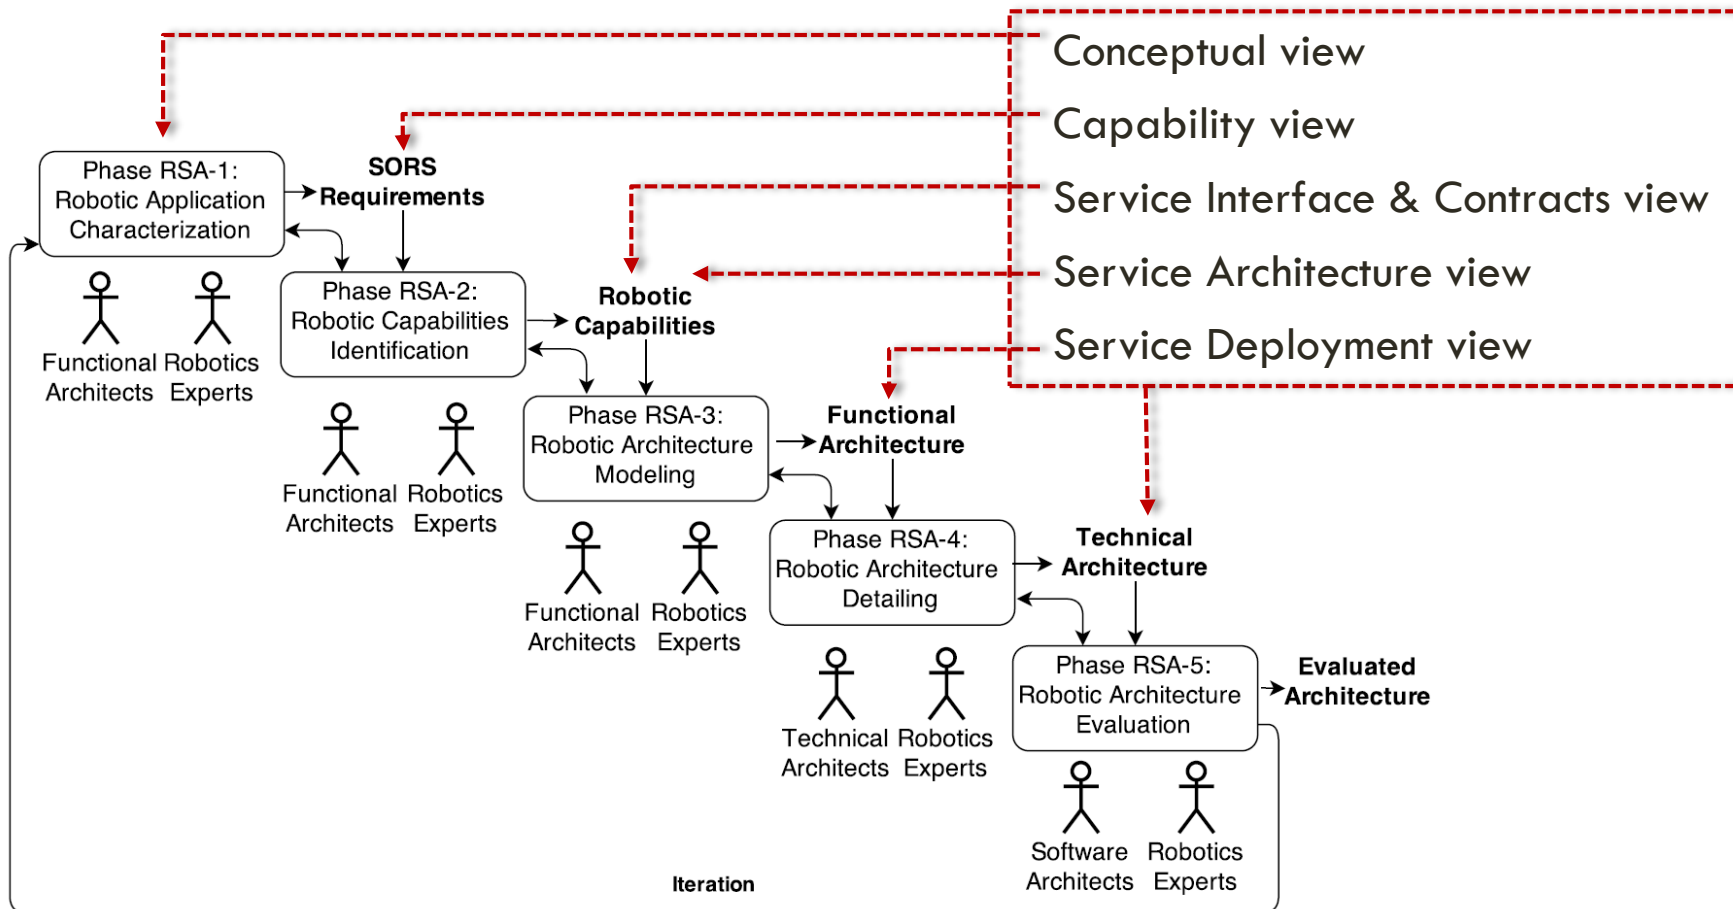 Conceptual view
Capability view
Service Interface & Contracts view
Service Architecture view
Service Deployment view
Phase RSA-1:
Robotic Application
Characterization
SORS
Requirements
Functional
Architects
Robotics
Experts
Phase RSA-2:
Robotic Capabilities
Identification
Robotic
Capabilities
Functional
Architects
Robotics
Experts
Phase RSA-3:
Robotic Architecture
Modeling
Functional
Architecture
Functional
Architects
Robotics
Experts
Phase RSA-4:
Robotic Architecture
Detailing
Technical
Architecture
Technical
Architects
Robotics
Experts
Phase RSA-5:
Robotic Architecture
Evaluation
Evaluated
Architecture
Software
Architects
Robotics
Experts
Iteration